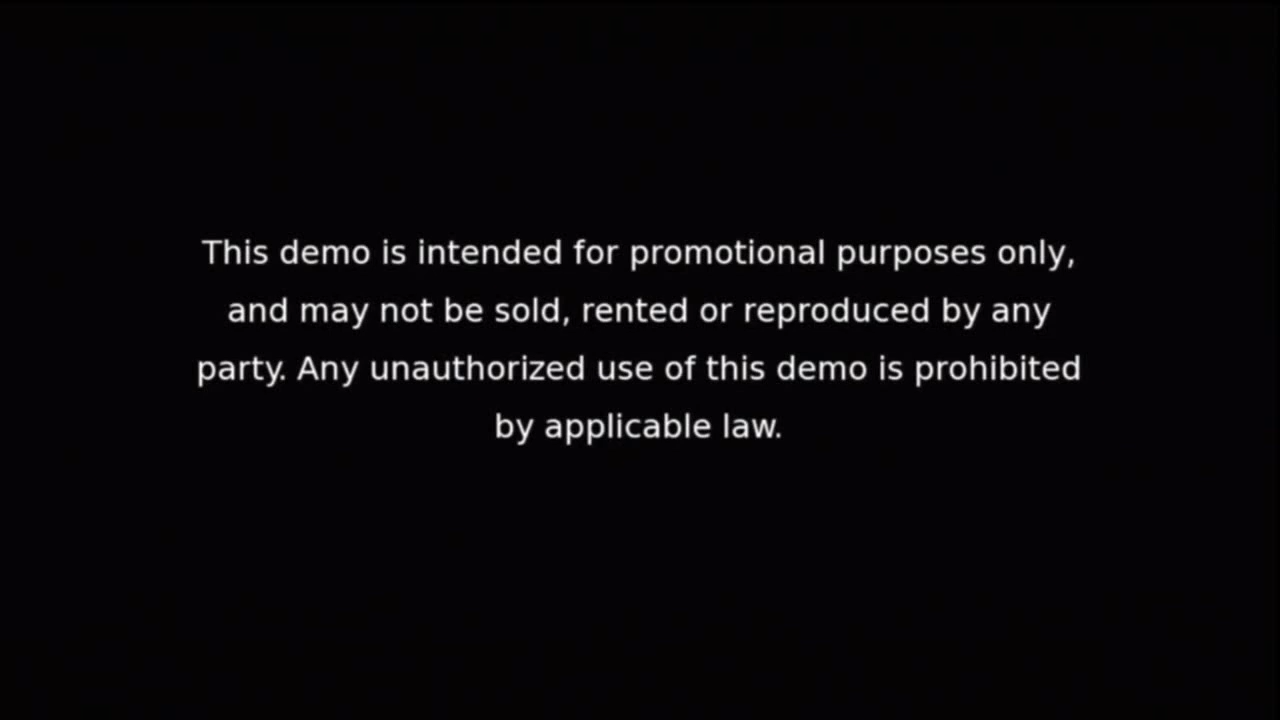 This demo is intended for promotional purposes only,
and may not be sold, rented or reproduced by any
party. Any unauthorized use of this demo is prohibited
by applicable law.